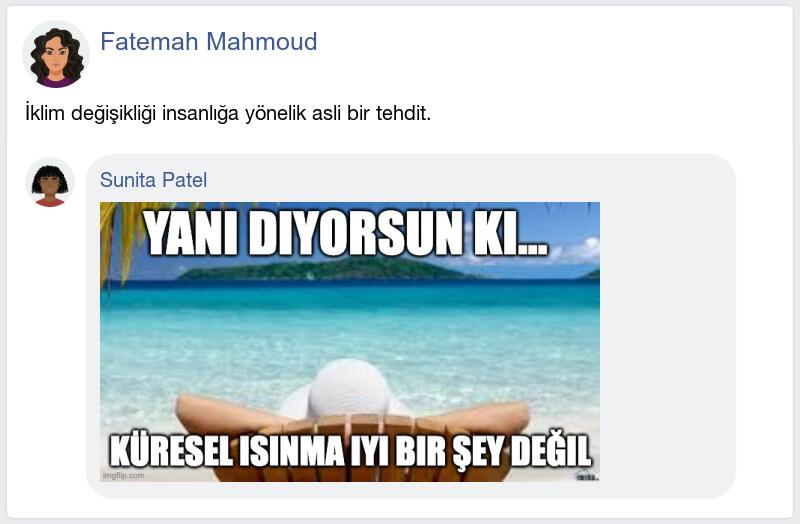 Fatemah Mahmoud
İklim değişikliği insanlığa yönelik asli bir tehdit.
Sunita Patel
YANI DIYORSUN KI...
KÜRESEL ISINMA IYI BIR ŞEY DEĞIL
imgflip.com